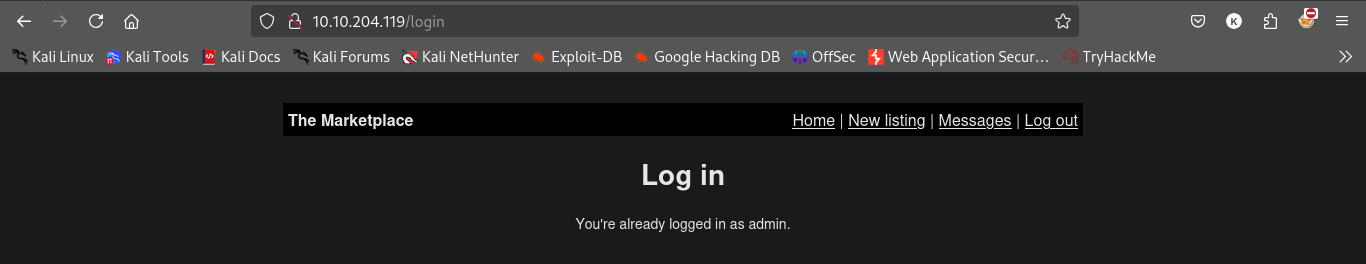 10.10.204.119/login
K
Kali Linux Kali Tools Kali Docs Kali Forums Kali NetHunter Exploit-DB Google Hacking DB OffSec Web Application Secur… TryHackMe
The Marketplace Home | New listing | Messages | Log out
Log in
You're already logged in as admin.